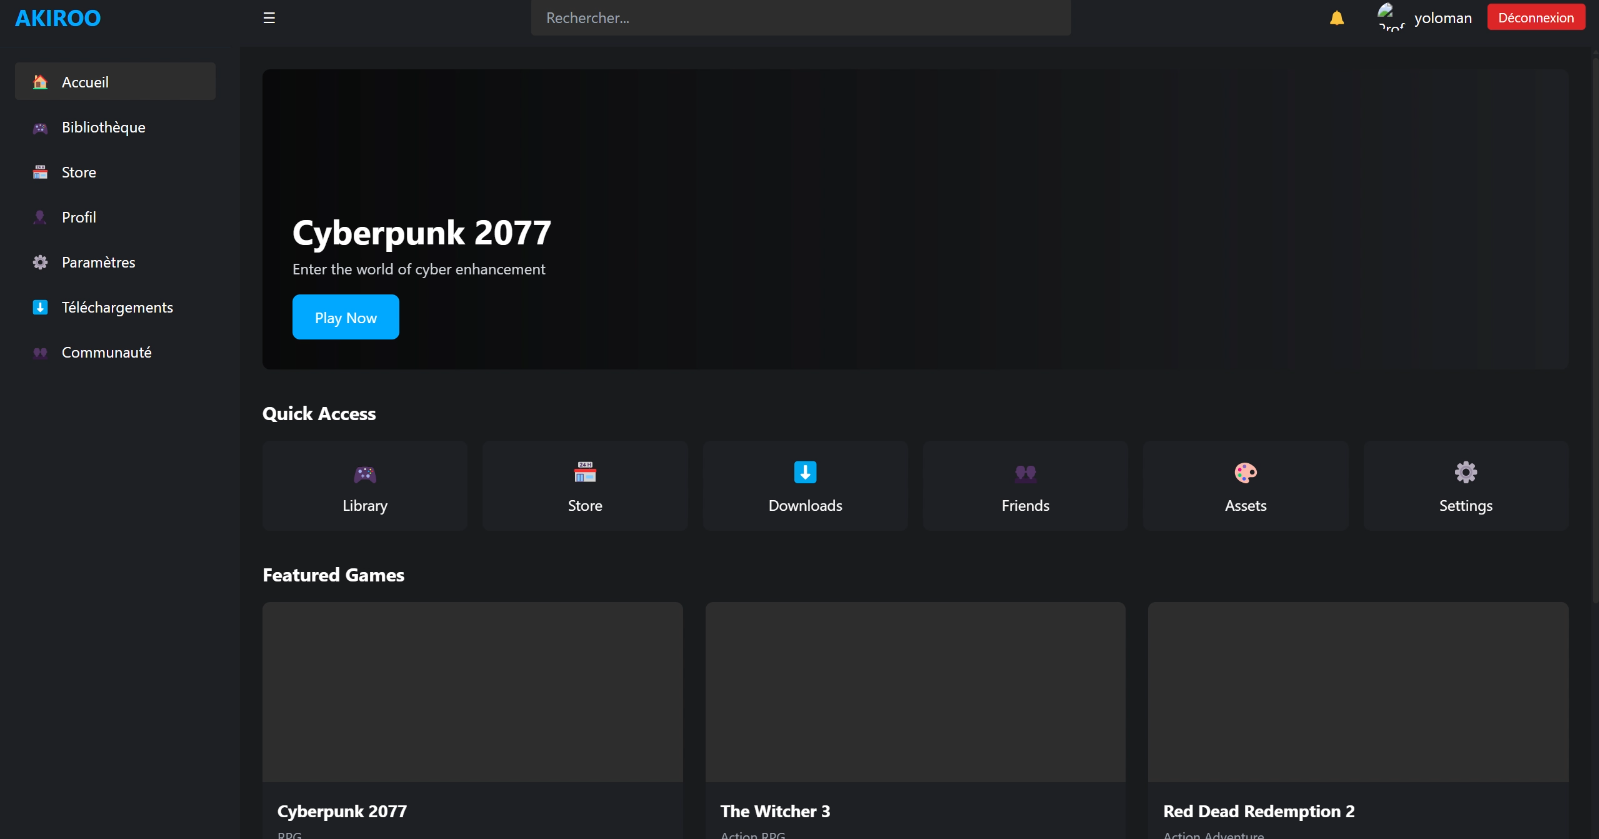 AKIROO
☰
Rechercher...
Prof
yoloman
Déconnexion
Accueil
Bibliothèque
Store
Profil
Paramètres
Téléchargements
Communauté
Cyberpunk 2077
Enter the world of cyber enhancement
Play Now
Quick Access
Library
Store
Downloads
Friends
Assets
Settings
Featured Games
Cyberpunk 2077
The Witcher 3
Red Dead Redemption 2
RPG
Action RPG
Action Adventure